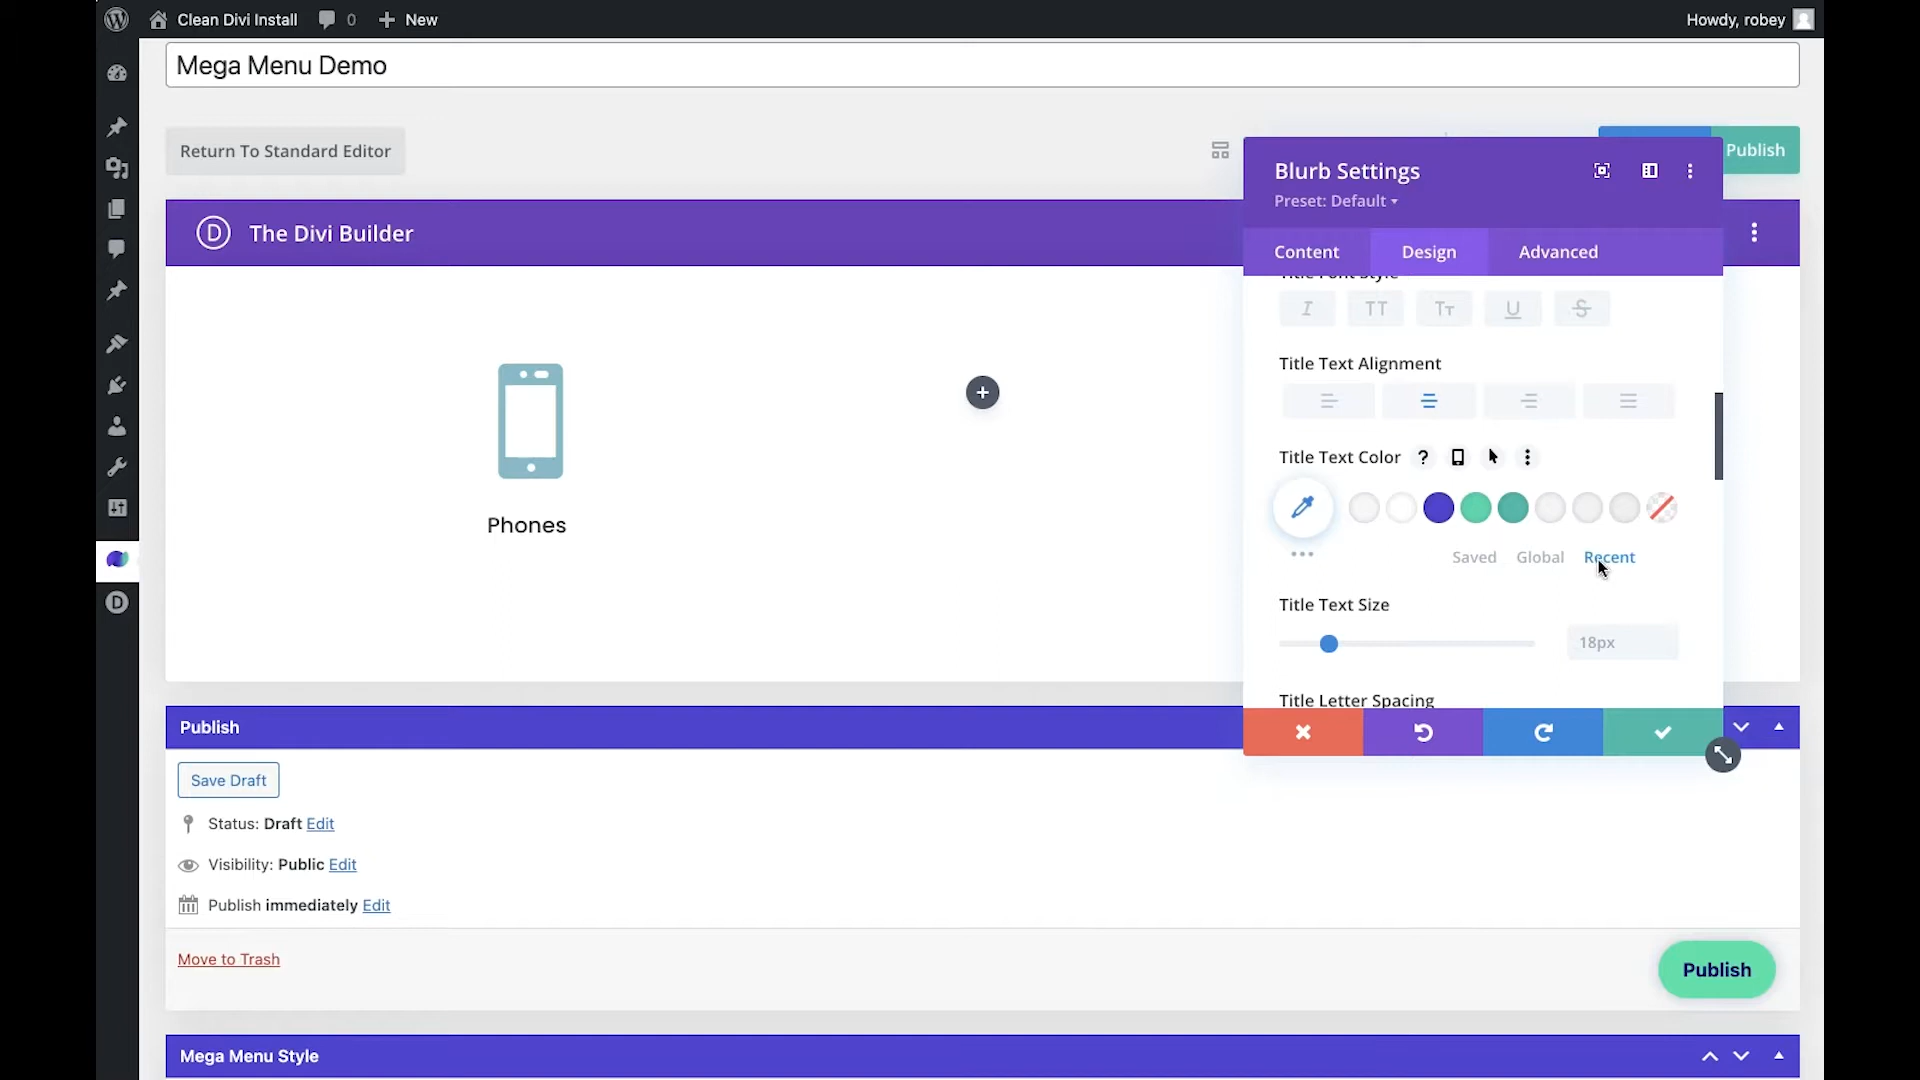 Clean Divi Install
0
New
Howdy, robey
Mega Menu Demo
Return To Standard Editor
Publish
Blurb Settings
Preset: Default
The Divi Builder
Content
Design
Advanced
Title Font Style
Title Text Alignment
Title Text Color
Saved
Global
Recent
Phones
Title Text Size
18px
Title Letter Spacing
Publish
Save Draft
Status: Draft Edit
Visibility: Public Edit
Publish immediately Edit
Move to Trash
Publish
Mega Menu Style